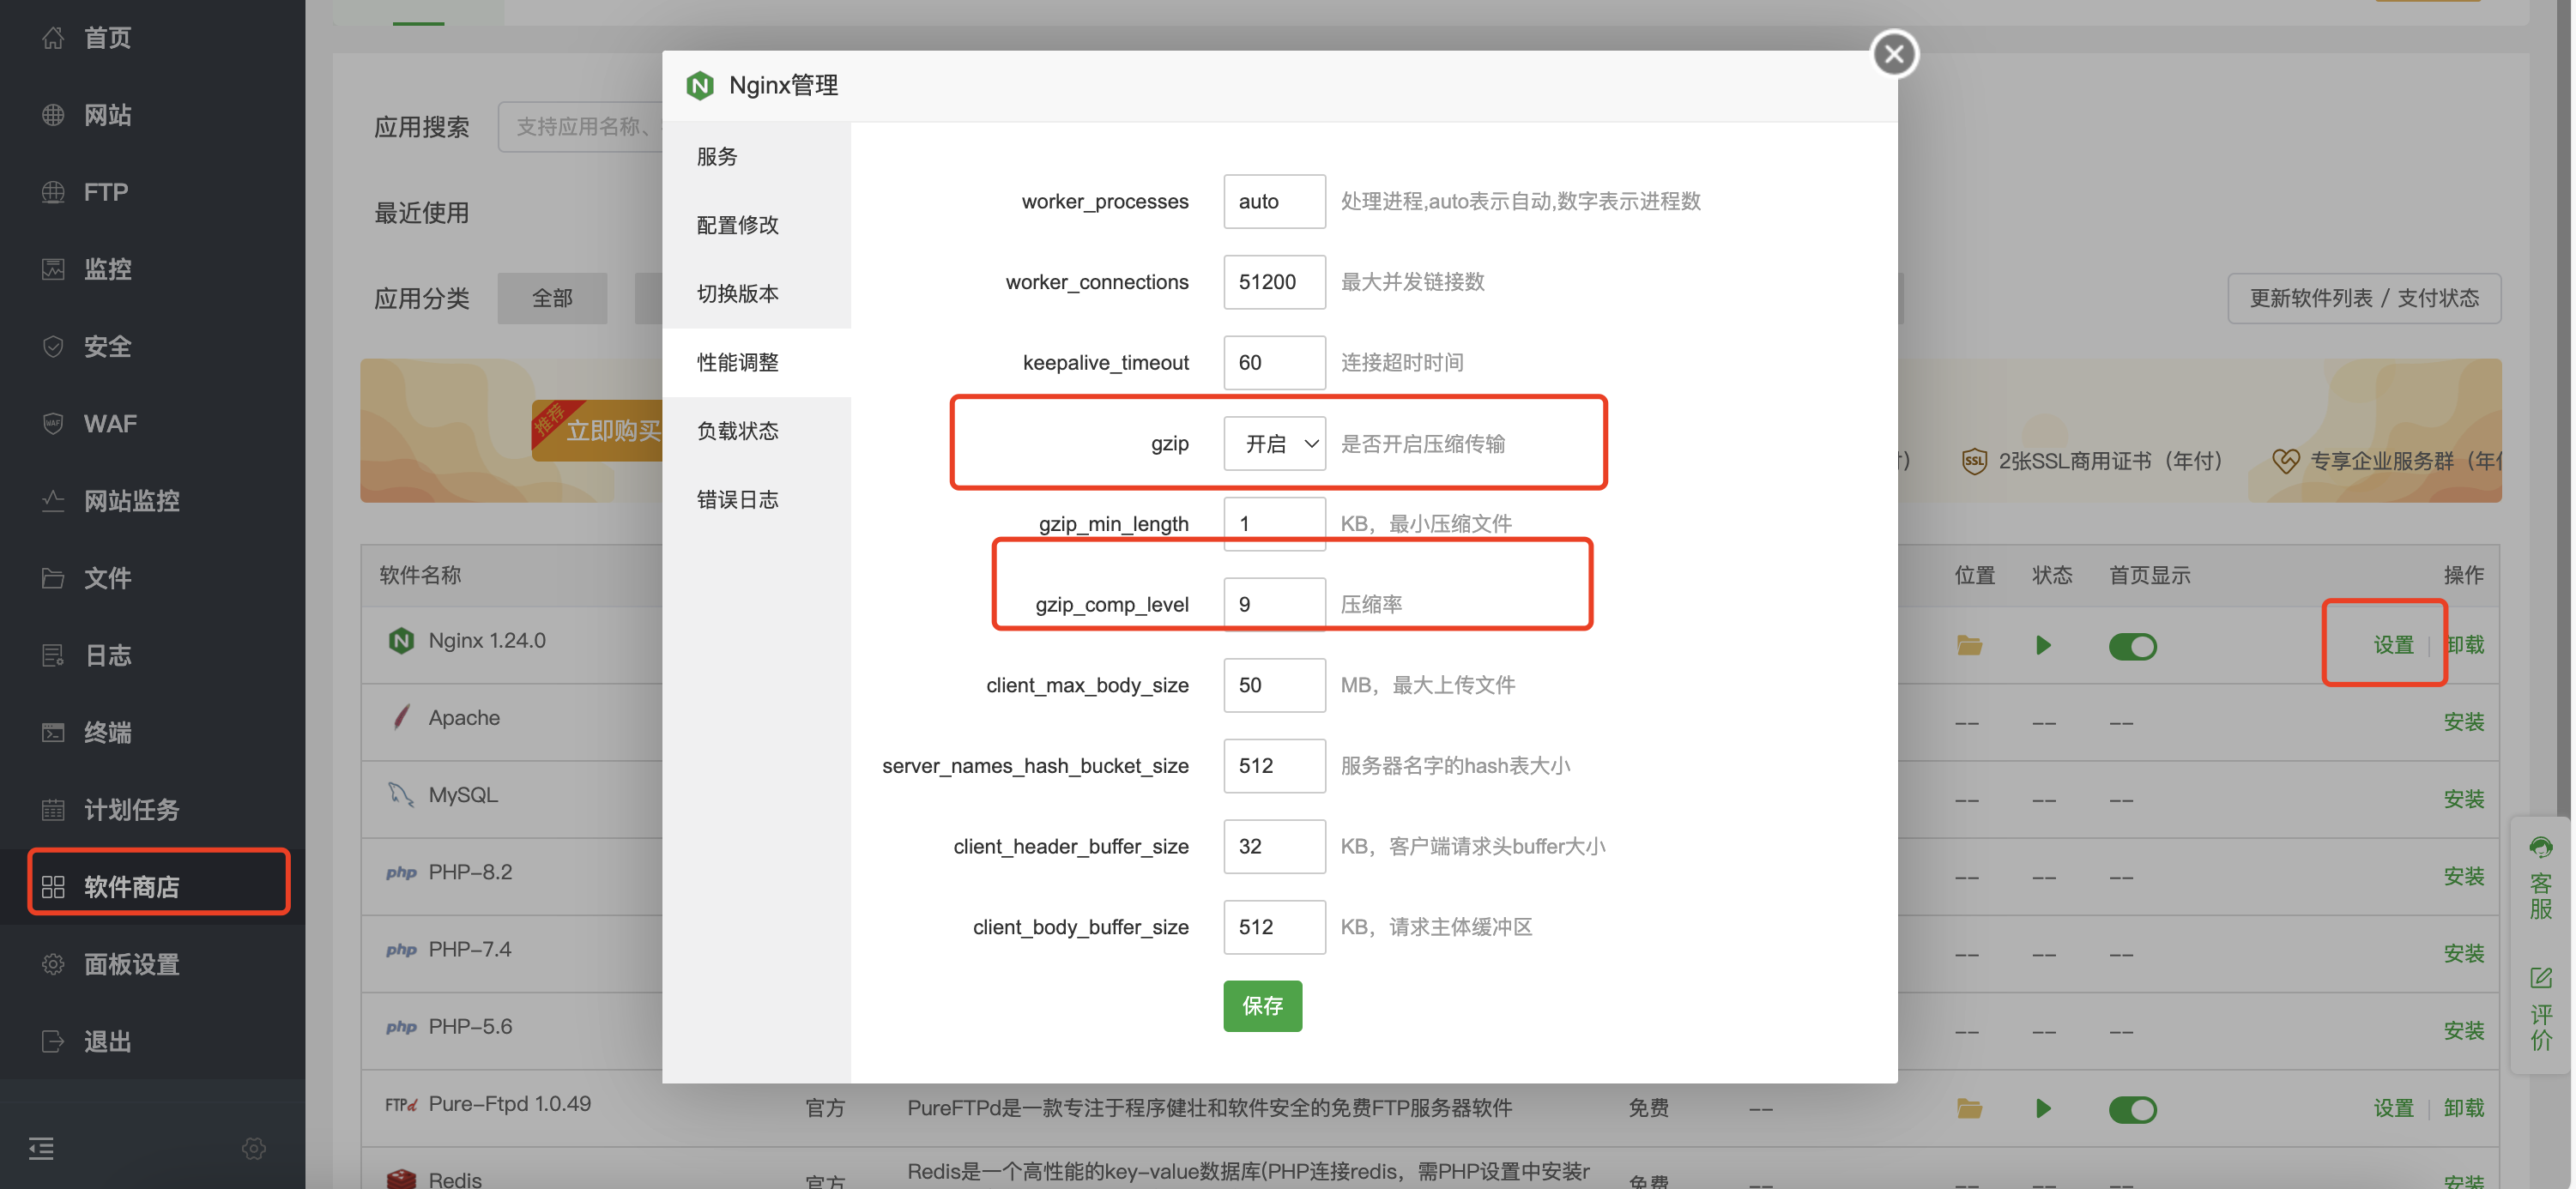 首页
网站
FTP
监控
安全
WAF
网站监控
文件
日志
终端
计划任务
软件商店
面板设置
退出
应用搜索
支持应用名称、
最近使用
应用分类
全部
更新软件列表 / 支付状态
推荐
立即购买
SSL
2张SSL商用证书（年付）
专享企业服务群（年
软件名称
位置
状态
首页显示
操作
Nginx 1.24.0
设置
卸载
Apache
-- -- -- 安装
MySQL
-- -- -- 安装
php PHP-8.2
-- -- -- 安装
php PHP-7.4
-- -- -- 安装
php PHP-5.6
-- -- -- 安装
FTPd Pure-Ftpd 1.0.49
官方
PureFTPd是一款专注于程序健壮和软件安全的免费FTP服务器软件
免费
--
设置
卸载
Redis
官方
Redis是一个高性能的key-value数据库(PHP连接redis，需PHP设置中安装r
免费
-- -- -- -- 安装
Nginx管理
服务
配置修改
切换版本
性能调整
负载状态
错误日志
worker_processes auto 处理进程,auto表示自动,数字表示进程数
worker_connections 51200 最大并发链接数
keepalive_timeout 60 连接超时时间
gzip 开启 是否开启压缩传输
gzip_min_length 1 KB，最小压缩文件
gzip_comp_level 9 压缩率
client_max_body_size 50 MB，最大上传文件
server_names_hash_bucket_size 512 服务器名字的hash表大小
client_header_buffer_size 32 KB，客户端请求头buffer大小
client_body_buffer_size 512 KB，请求主体缓冲区
保存
客服
评价